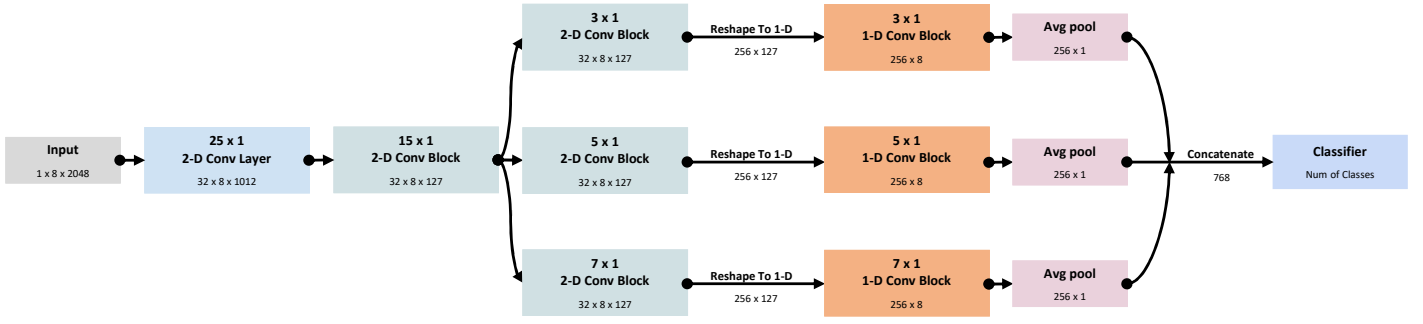 Input
1 x 8 x 2048
25 x 1
2-D Conv Layer
32 x 8 x 1012
15 x 1
2-D Conv Block
32 x 8 x 127
3 x 1
2-D Conv Block
32 x 8 x 127
Reshape To 1-D
256 x 127
3 x 1
1-D Conv Block
256 x 8
Avg pool
256 x 1
5 x 1
2-D Conv Block
32 x 8 x 127
Reshape To 1-D
256 x 127
5 x 1
1-D Conv Block
256 x 8
Avg pool
256 x 1
7 x 1
2-D Conv Block
32 x 8 x 127
Reshape To 1-D
256 x 127
7 x 1
1-D Conv Block
256 x 8
Avg pool
256 x 1
Concatenate
768
Classifier
Num of Classes